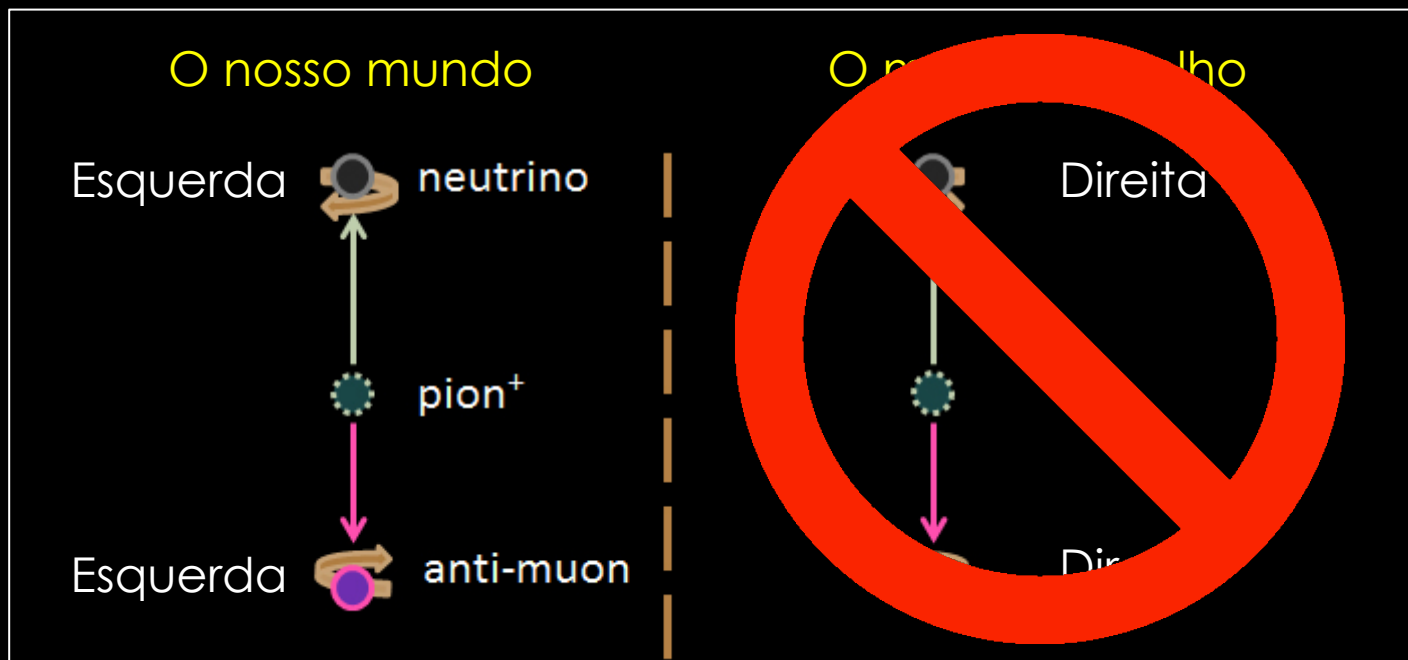 O nosso mundo
O
Esquerda
neutrino
Direita
pion+
Esquerda
anti-muon